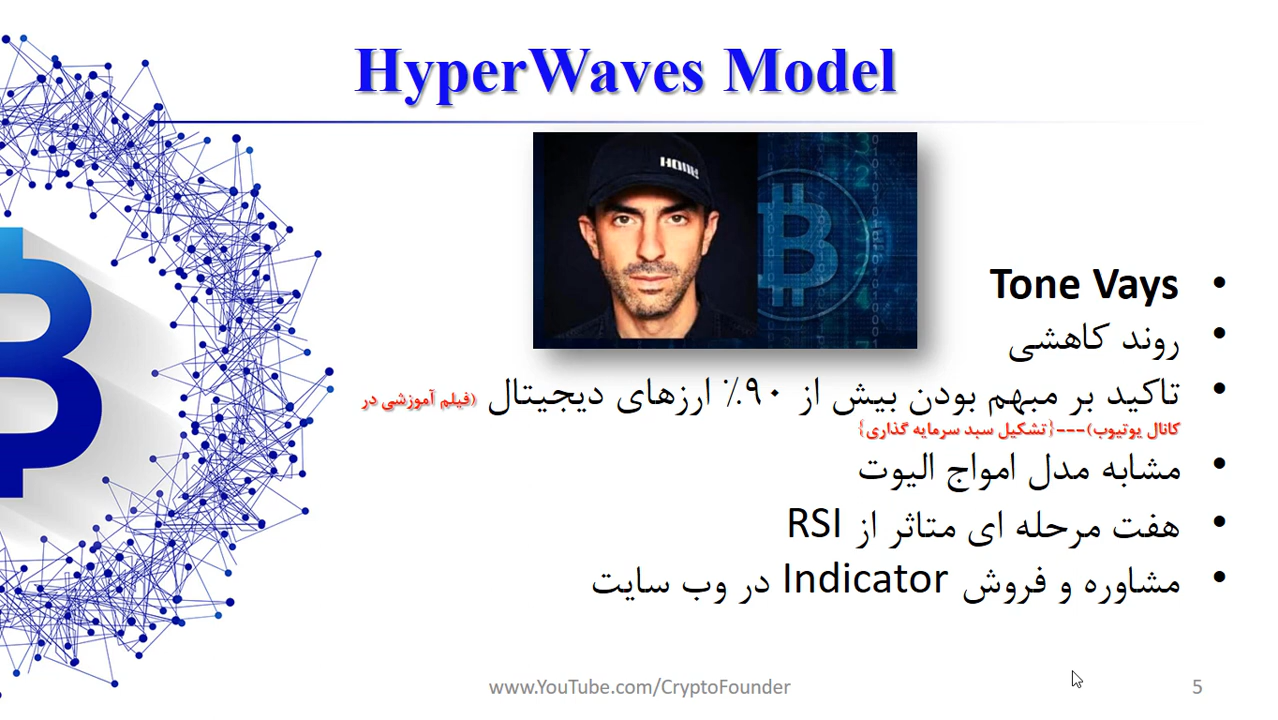 HyperWaves Model
HONE!
• Tone Vays
• روند کاهشی
• تاکید بر مبهم بودن بیش از ۹۰٪ ارزهای دیجیتال (فیلم آموزشی در
کانال یوتیوب)---{تشکیل سبد سرمایه گذاری}
• مشابه مدل امواج الیوت
• هفت مرحله ای متاثر از RSI
• مشاوره و فروش Indicator در وب سایت
www.YouTube.com/CryptoFounder
5